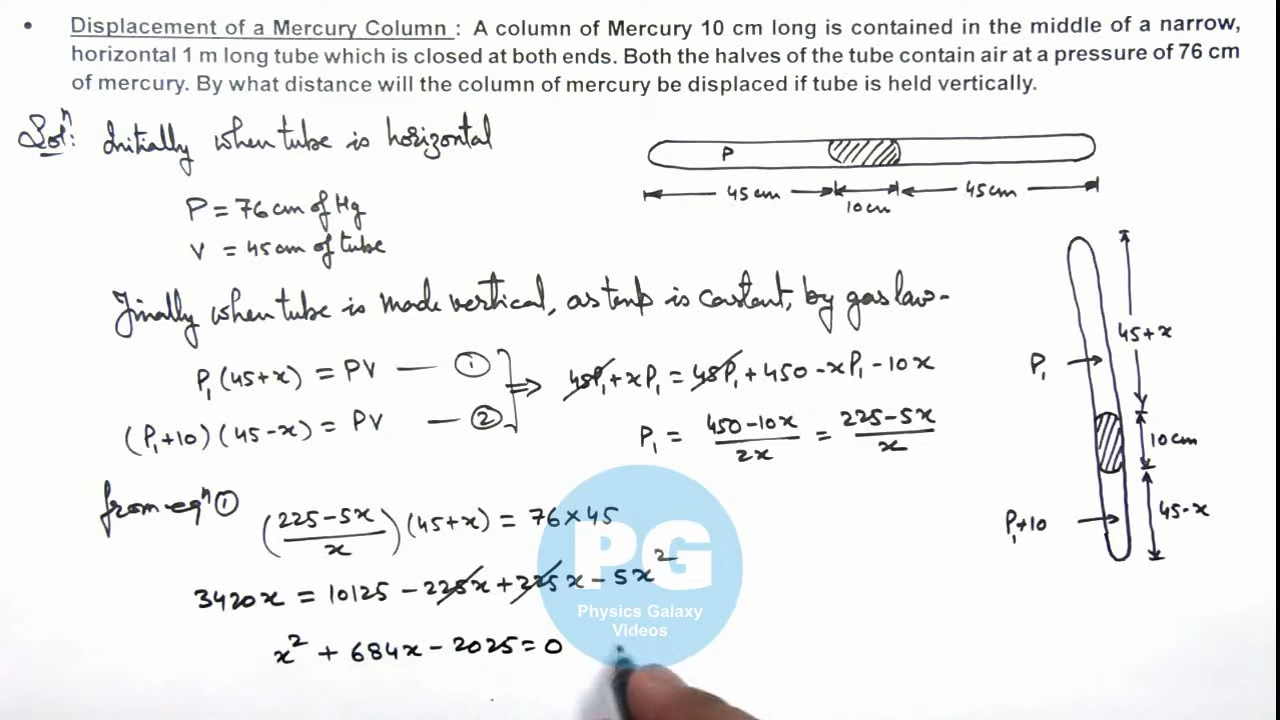 • Displacement of a Mercury Column : A column of Mercury 10 cm long is contained in the middle of a narrow,
horizontal 1 m long tube which is closed at both ends. Both the halves of the tube contain air at a pressure of 76 cm
of mercury. By what distance will the column of mercury be displaced if tube is held vertically.
Solⁿ: Initially when tube is horizontal
P
45 cm
10 cm
45 cm
P = 76 cm of Hg
V = 45 cm of tube
Finally when tube is made vertical, as temp is constant, by gas law-
P₁(45+x) = PV — ①
(P₁+10)(45-x) = PV — ②
⇒ 45P₁ + xP₁ = 45P₁ + 450 - xP₁ - 10x
P₁ = (450-10x)/2x = (225-5x)/x
P₁
45+x
10 cm
P₁+10
45-x
from eqⁿ ①
((225-5x)/x)(45+x) = 76×45
3420x = 10125 - 225x + 225x - 5x²
x² + 684x - 2025 = 0
PG
Physics Galaxy
Videos